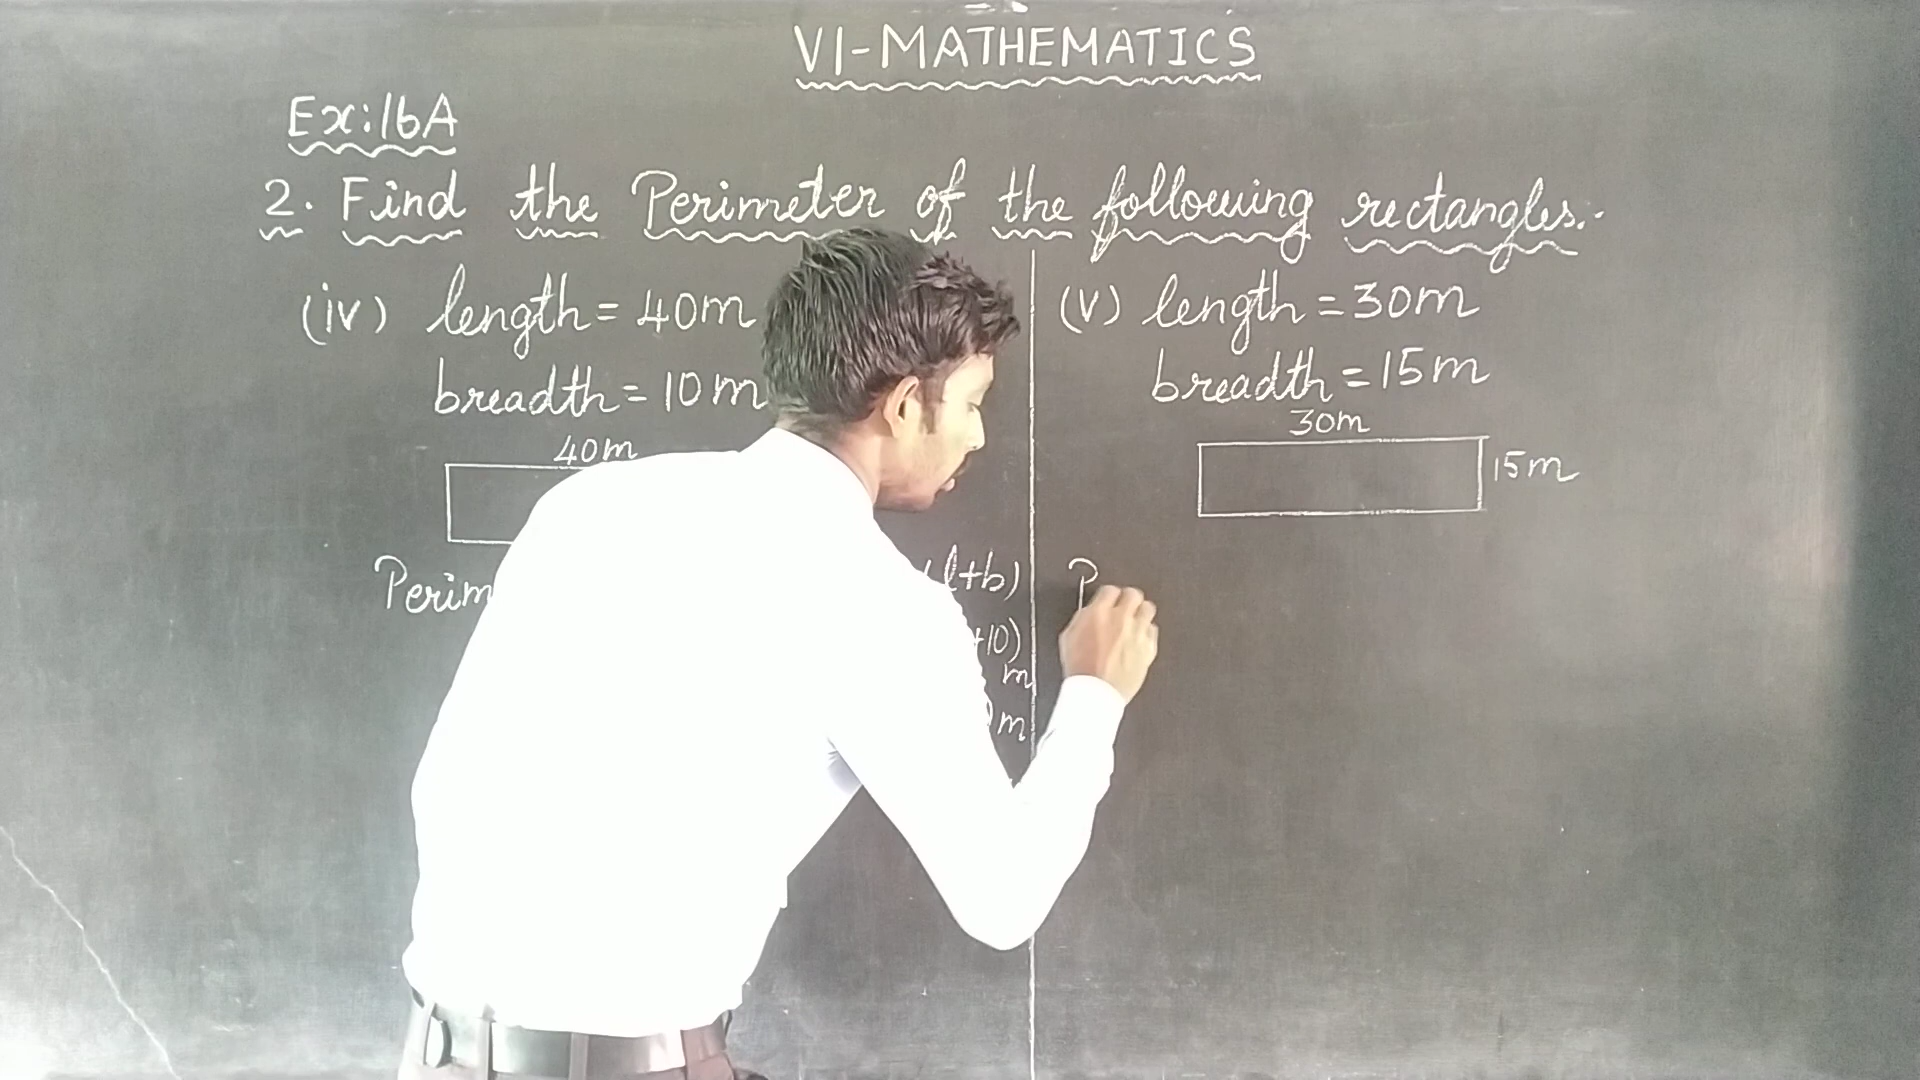 VI-MATHEMATICS
Ex:16A
2. Find the Perimeter of the following rectangles:-
(iv) length = 40m
breadth = 10m
40m
Perim
(l+b)
+10)
m
m
(v) length = 30m
breadth = 15m
30m
15m
P